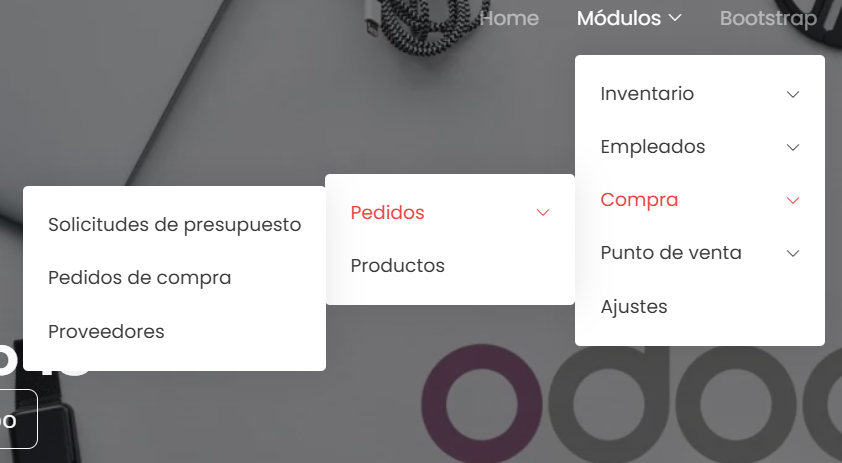 Home
Módulos
Bootstrap
Inventario
Empleados
Compra
Punto de venta
Ajustes
Pedidos
Productos
Solicitudes de presupuesto
Pedidos de compra
Proveedores
odoo